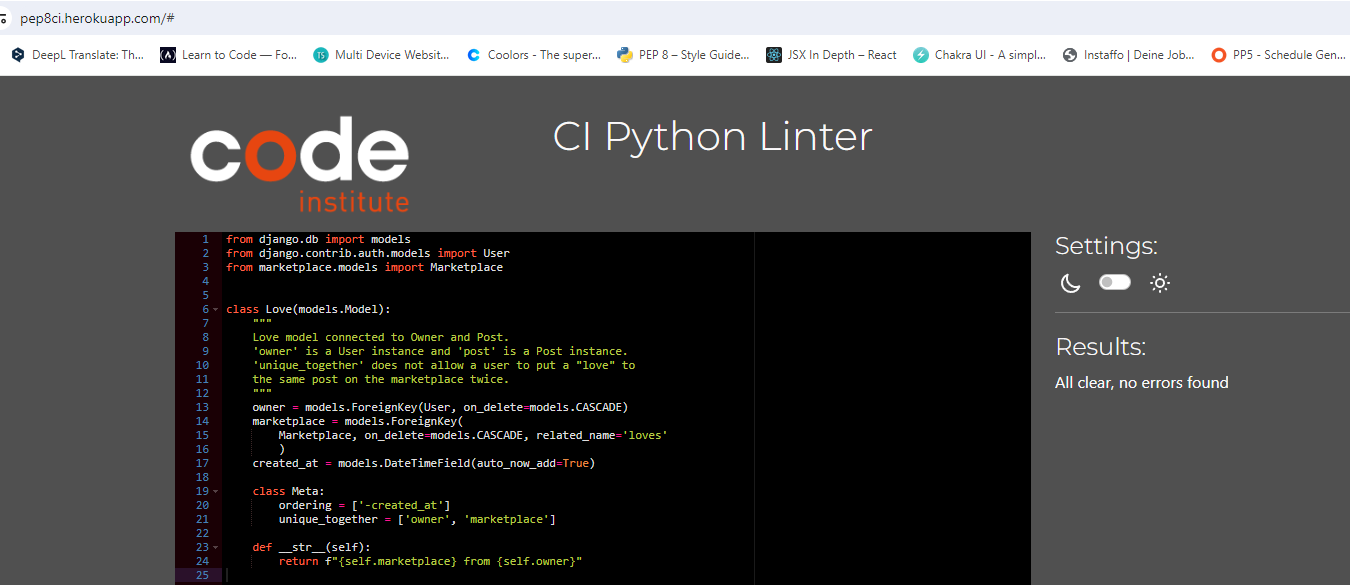 pep8ci.herokuapp.com/#
DeepL Translate: Th... Learn to Code — Fo... TS Multi Device Websit... Coolors - The super... PEP 8 – Style Guide... JSX In Depth – React Chakra UI - A simpl... Instaffo | Deine Job... PP5 - Schedule Gen...
code
institute
CI Python Linter
1 from django.db import models
2 from django.contrib.auth.models import User
3 from marketplace.models import Marketplace
4
5
6 class Love(models.Model):
7 """
8 Love model connected to Owner and Post.
9 'owner' is a User instance and 'post' is a Post instance.
10 'unique_together' does not allow a user to put a "love" to
11 the same post on the marketplace twice.
12 """
13 owner = models.ForeignKey(User, on_delete=models.CASCADE)
14 marketplace = models.ForeignKey(
15 Marketplace, on_delete=models.CASCADE, related_name='loves'
16 )
17 created_at = models.DateTimeField(auto_now_add=True)
18
19 class Meta:
20 ordering = ['-created_at']
21 unique_together = ['owner', 'marketplace']
22
23 def __str__(self):
24 return f"{self.marketplace} from {self.owner}"
25
Settings:
Results:
All clear, no errors found